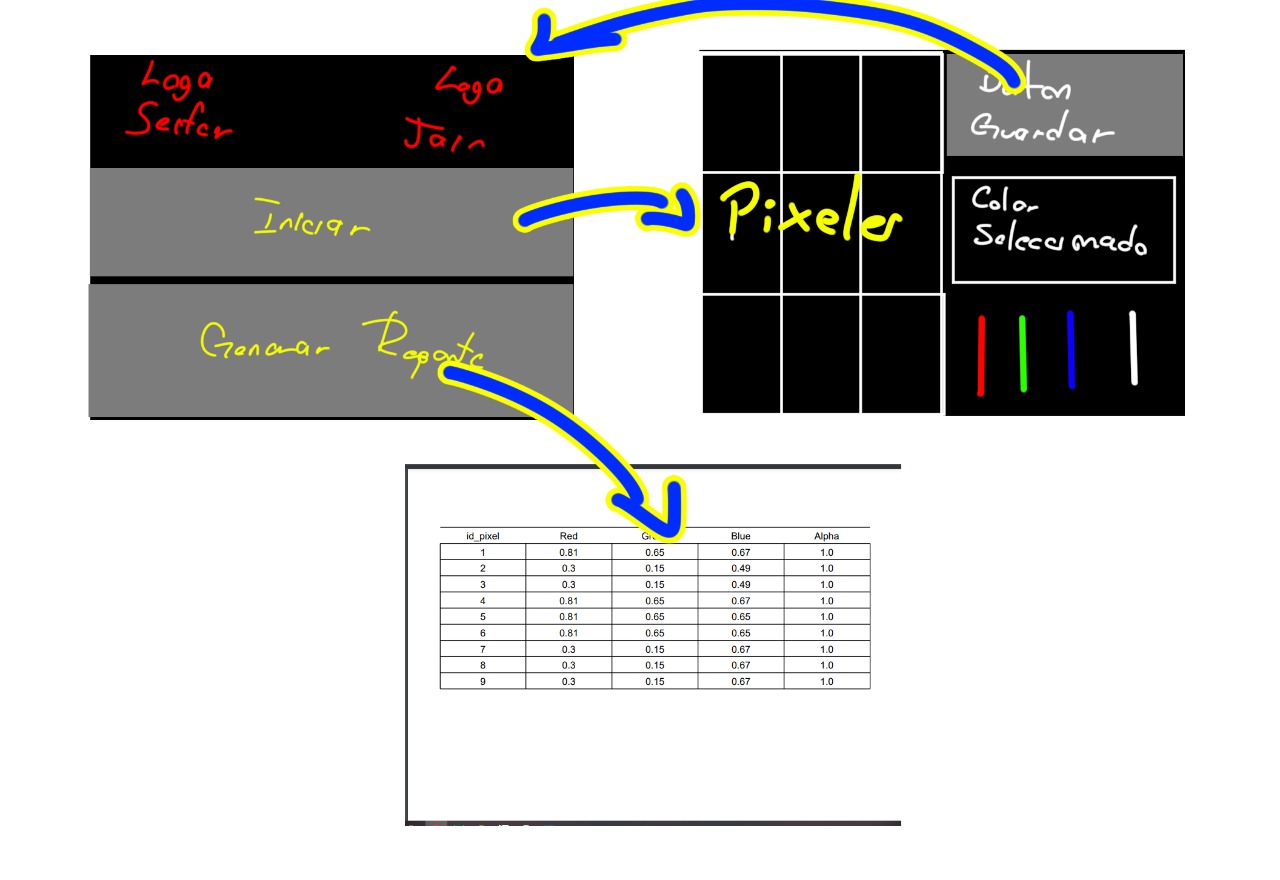 Logo
Logo
Jair
Iniciar
Generar Reporte
Pixeles
Boton
Guardar
Color
Seleccionado
id_pixel Red Blue Alpha
1 0.81 0.65 0.67 1.0
2 0.3 0.15 0.49 1.0
3 0.3 0.15 0.49 1.0
4 0.81 0.65 0.67 1.0
5 0.81 0.65 0.65 1.0
6 0.81 0.65 0.65 1.0
7 0.3 0.15 0.67 1.0
8 0.3 0.15 0.67 1.0
9 0.3 0.15 0.67 1.0